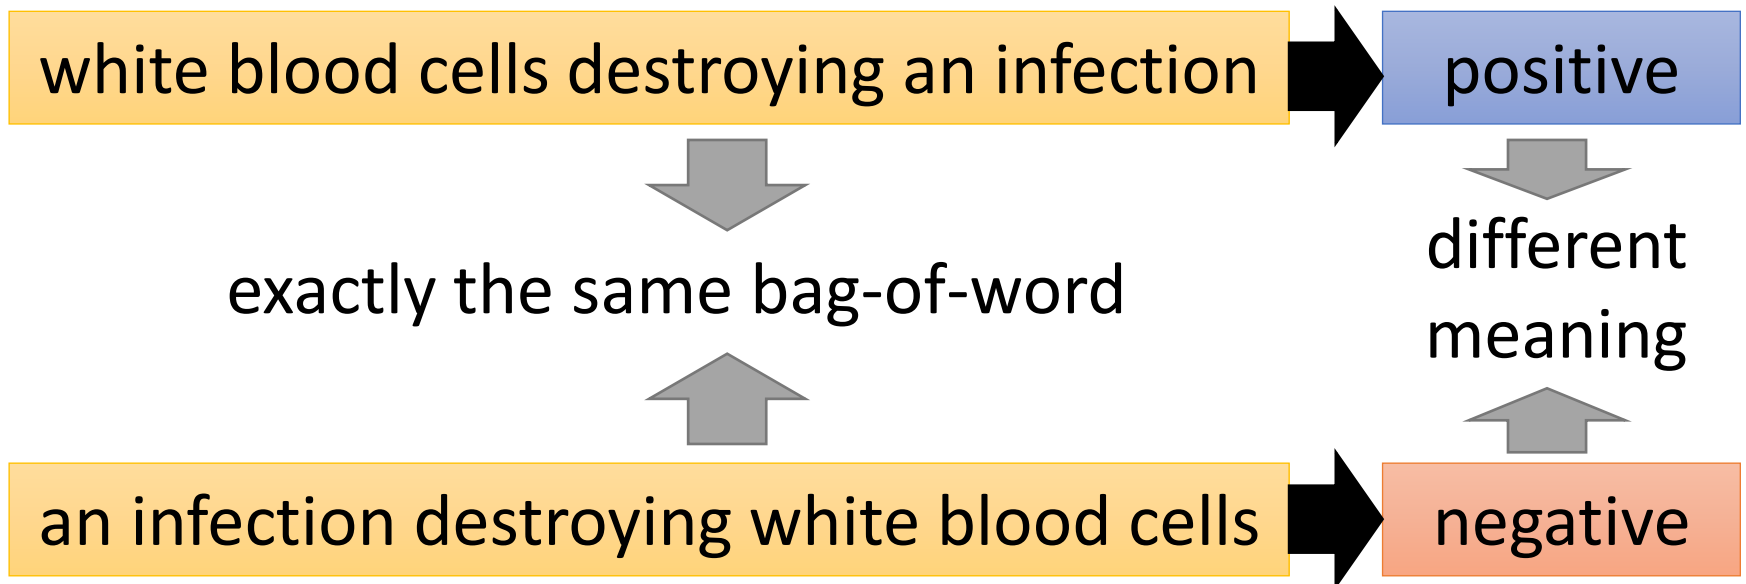 white blood cells destroying an infection
positive
exactly the same bag-of-word
different
meaning
an infection destroying white blood cells
negative